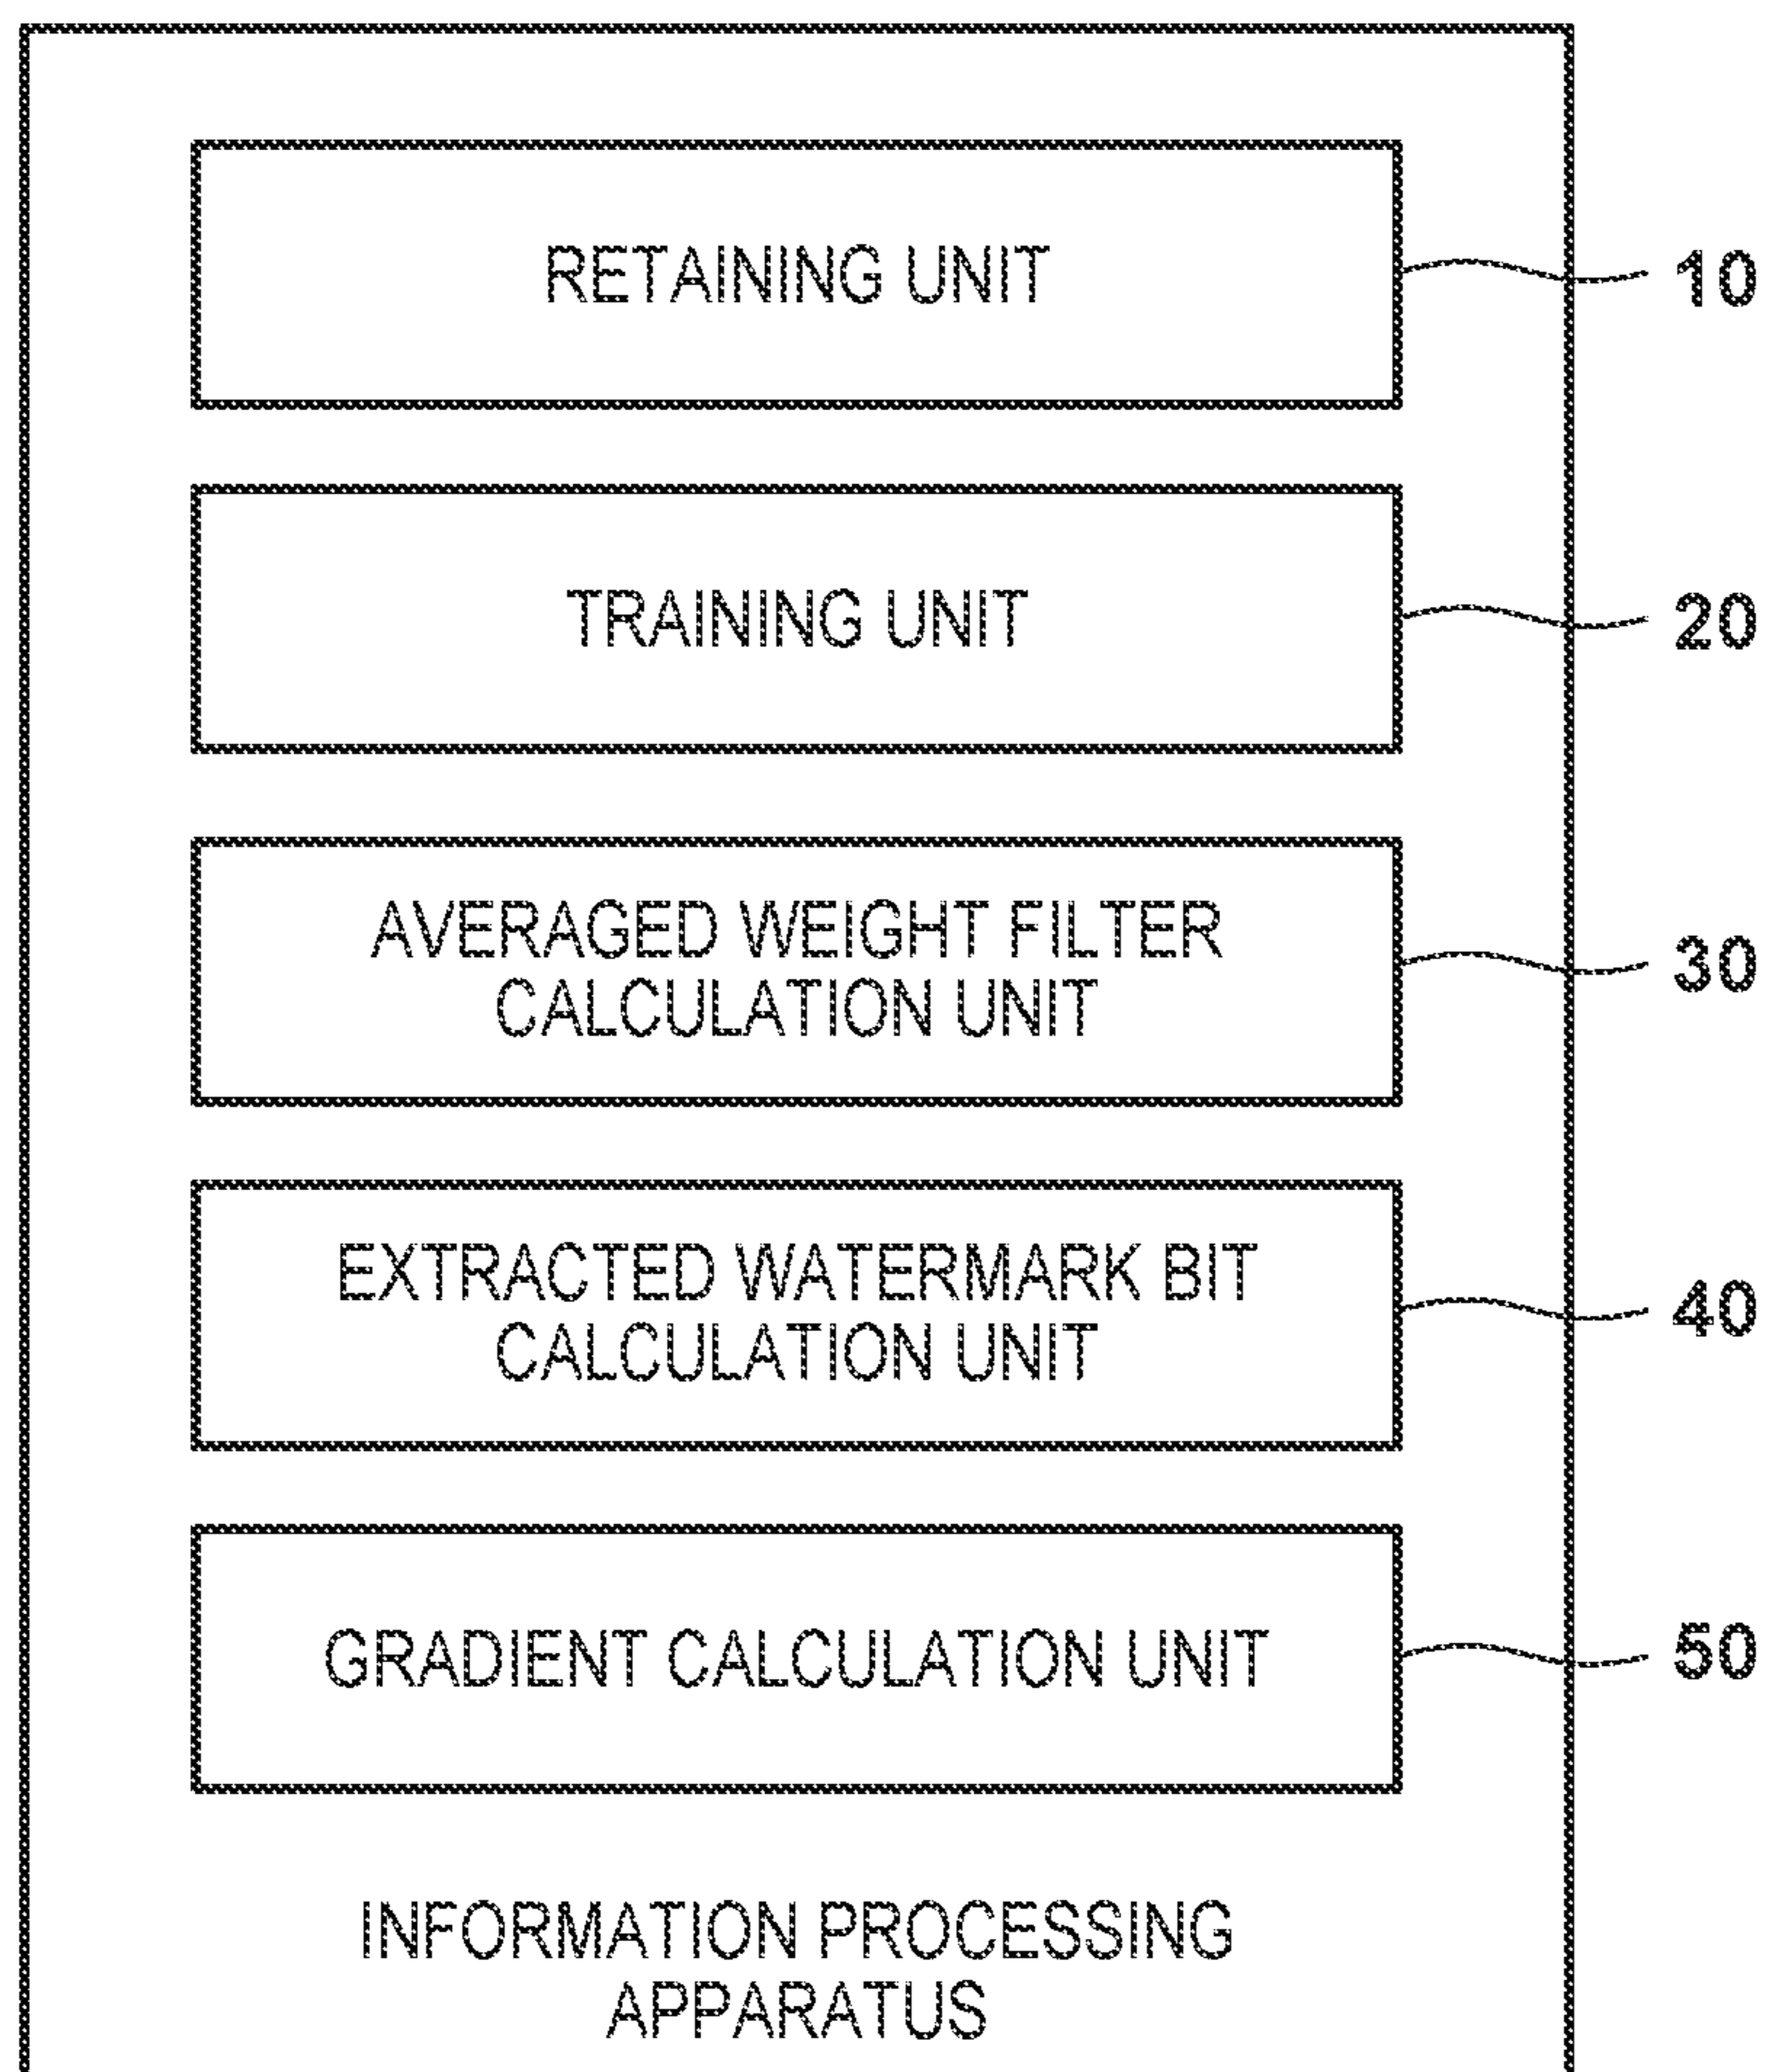 RETAINING UNIT
10
TRAINING UNIT
20
AVERAGED WEIGHT FILTER
CALCULATION UNIT
30
EXTRACTED WATERMARK BIT
CALCULATION UNIT
40
GRADIENT CALCULATION UNIT
50
INFORMATION PROCESSING
APPARATUS